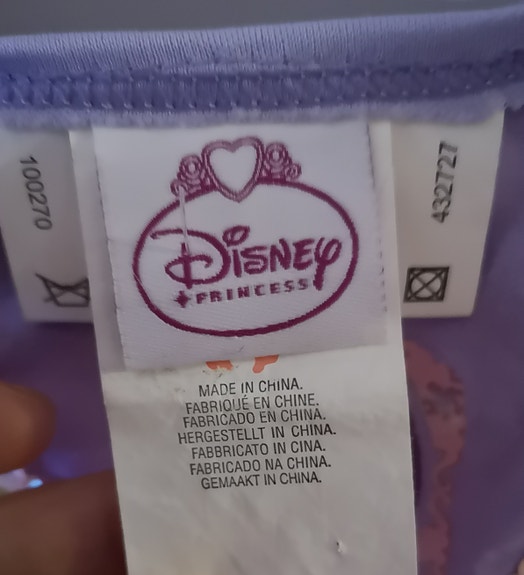 100270
432727
Disney
PRINCESS
MADE IN CHINA.
FABRIQUÉ EN CHINE.
FABRICADO EN CHINA.
HERGESTELLT IN CHINA.
FABBRICATO IN CINA.
FABRICADO NA CHINA.
GEMAAKT IN CHINA.